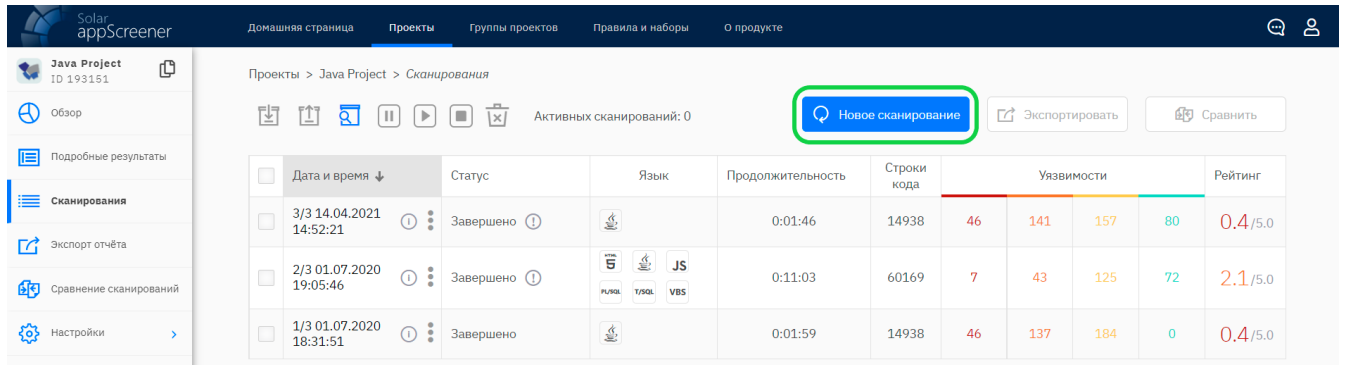 Solar
appScreener
Домашняя страница Проекты Группы проектов Правила и наборы О продукте
Java Project
ID 193151
Проекты > Java Project > Сканирования
Обзор
Активных сканирований: 0 Новое сканирование Экспортировать Сравнить
Подробные результаты
Сканирования
Экспорт отчёта
Сравнение сканирований
Настройки
Дата и время Статус Язык Продолжительность Строки кода Уязвимости Рейтинг
3/3 14.04.2021
14:52:21 Завершено 0:01:46 14938 46 141 157 80 0.4/5.0
2/3 01.07.2020
19:05:46 Завершено HTML 5 JS PL/SQL T/SQL VBS 0:11:03 60169 7 43 125 72 2.1/5.0
1/3 01.07.2020
18:31:51 Завершено 0:01:59 14938 46 137 184 0 0.4/5.0